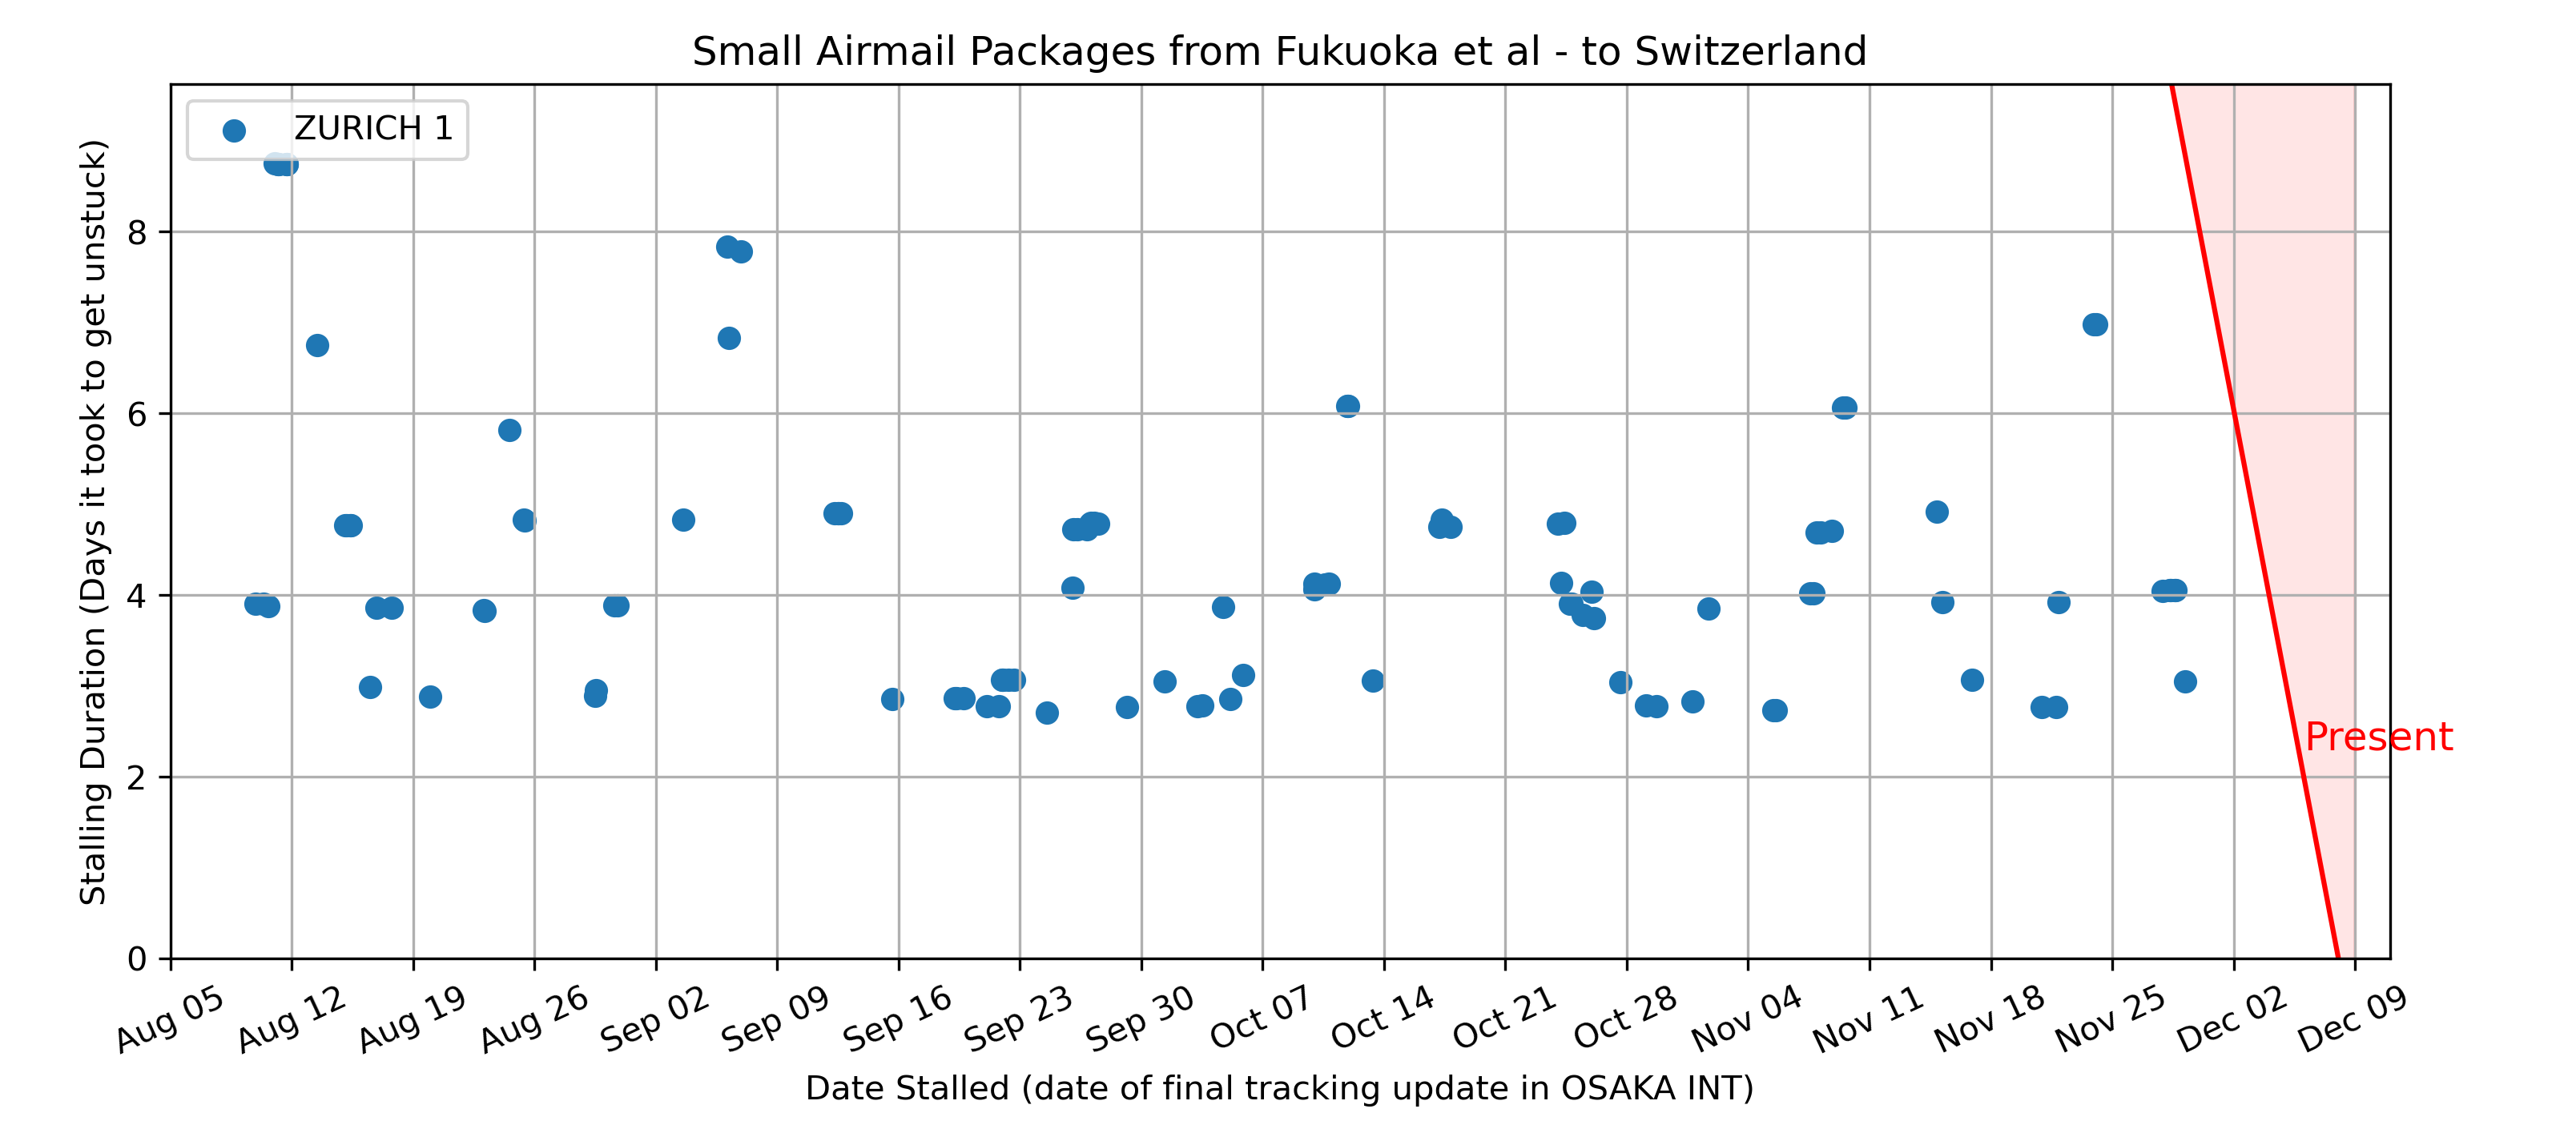 Small Airmail Packages from Fukuoka et al - to Switzerland
ZURICH 1
Stalling Duration (Days it took to get unstuck)
8
6
4
2
0
Present
Aug 05
Aug 12
Aug 19
Aug 26
Sep 02
Sep 09
Sep 16
Sep 23
Sep 30
Oct 07
Oct 14
Oct 21
Oct 28
Nov 04
Nov 11
Nov 18
Nov 25
Dec 02
Dec 09
Date Stalled (date of final tracking update in OSAKA INT)